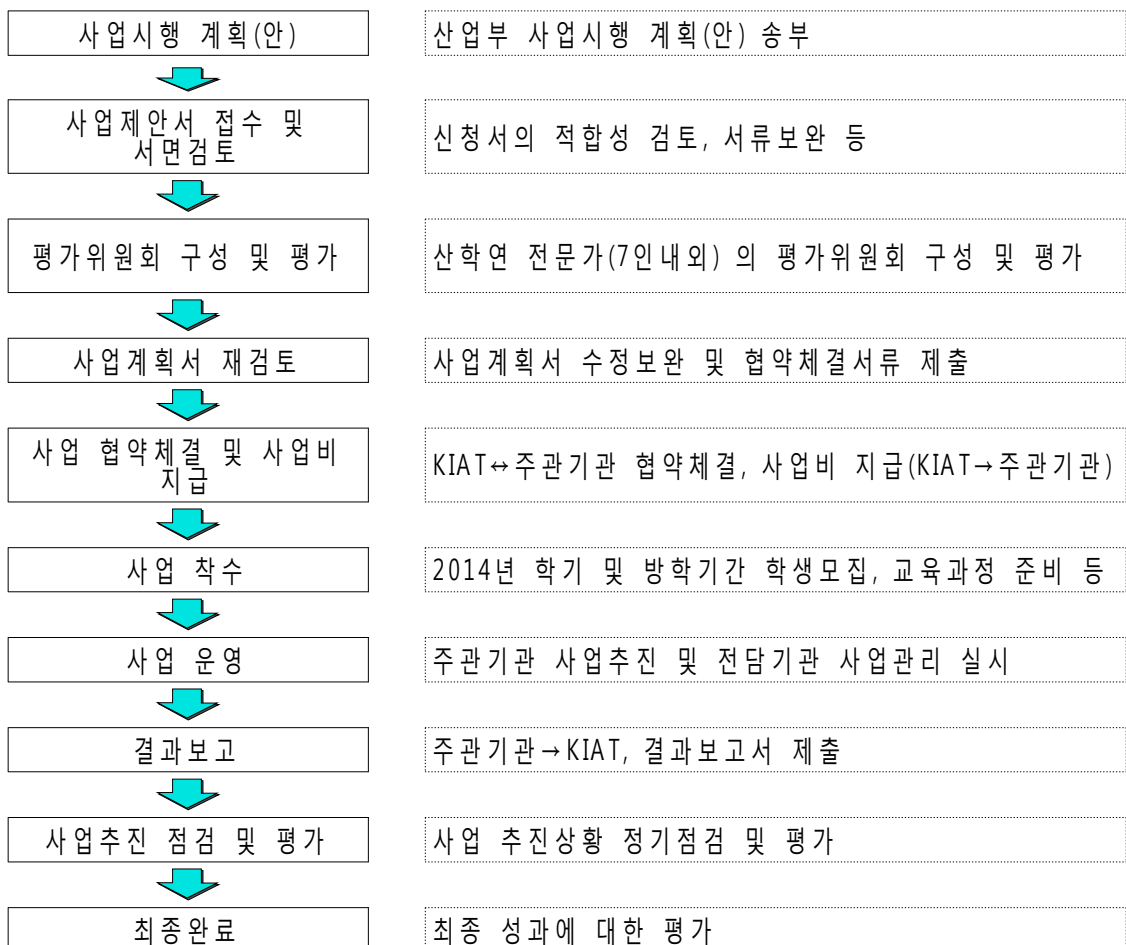 사업시행 계획(안)
산업부 사업시행 계획(안) 송부
사업제안서 접수 및
서면검토
신청서의 적합성 검토, 서류보완 등
평가위원회 구성 및 평가
산학연 전문가(7인내외) 의 평가위원회 구성 및 평가
사업계획서 재검토
사업계획서 수정보완 및 협약체결서류 제출
사업 협약체결 및 사업비
지급
KIAT↔주관기관 협약체결, 사업비 지급(KIAT→주관기관)
사업 착수
2014년 학기 및 방학기간 학생모집, 교육과정 준비 등
사업 운영
주관기관 사업추진 및 전담기관 사업관리 실시
결과보고
주관기관→KIAT, 결과보고서 제출
사업추진 점검 및 평가
사업 추진상황 정기점검 및 평가
최종완료
최종 성과에 대한 평가